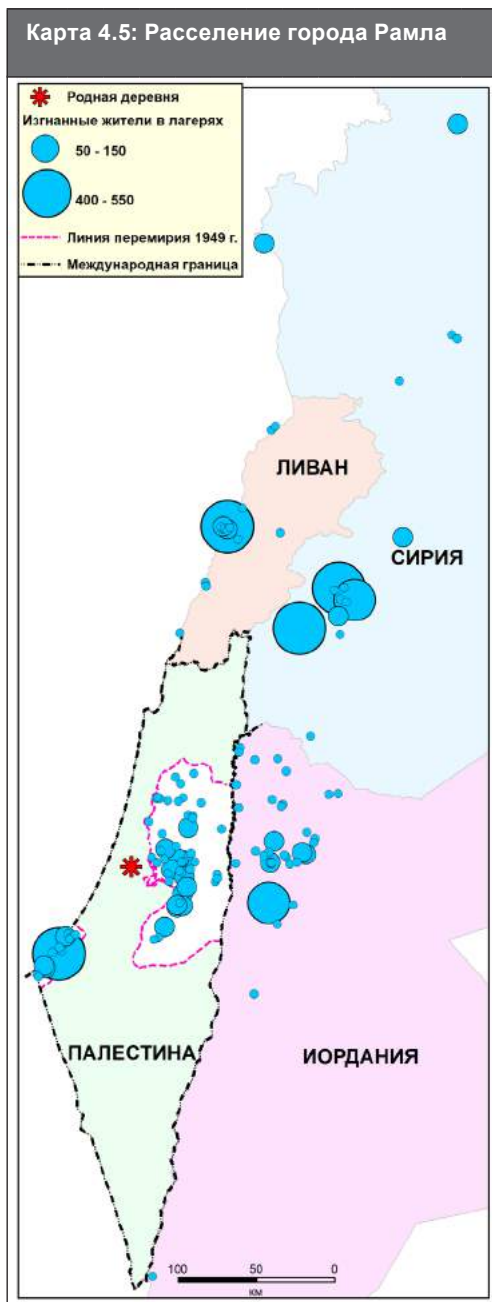 Карта 4.5: Расселение города Рамла
Родная деревня
Изгнанные жители в лагерях
50 - 150
400 - 550
Линия перемирия 1949 г.
Международная граница
ЛИВАН
СИРИЯ
ПАЛЕСТИНА
ИОРДАНИЯ
100 50 0
км